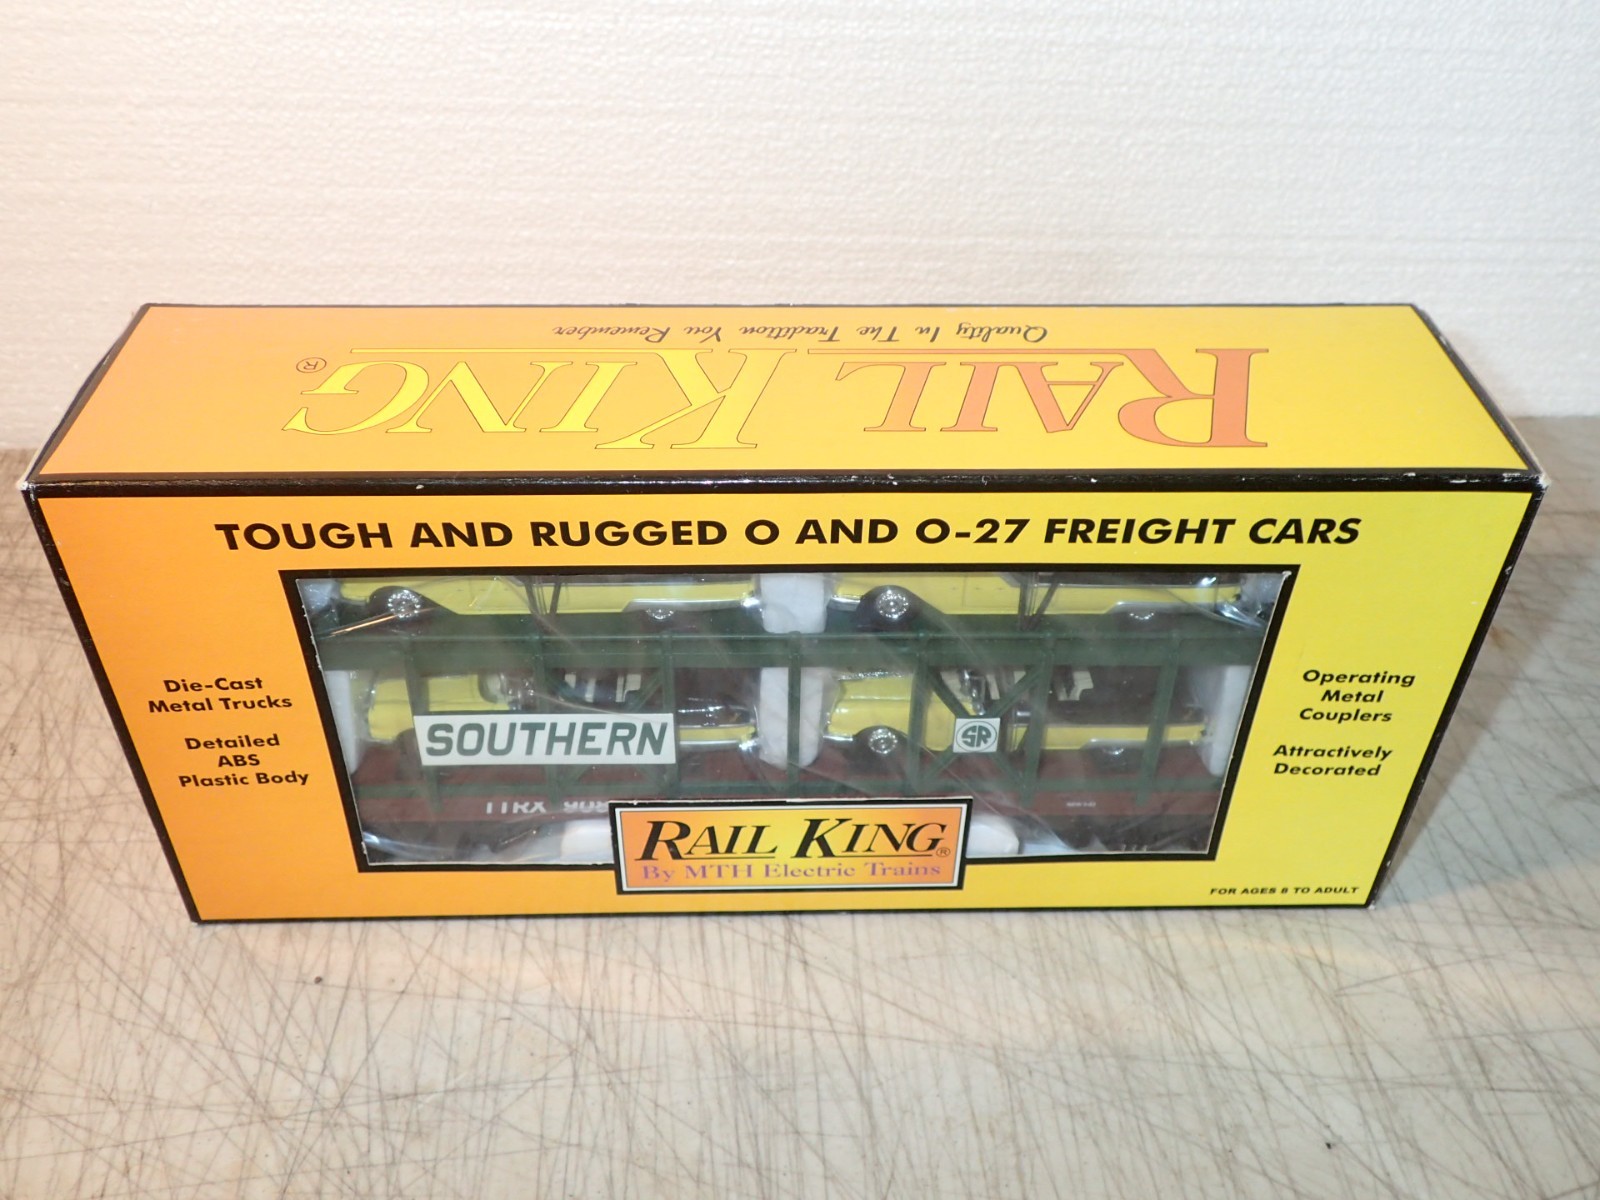 Quality In The Tradition You Remember
RAIL KING®
TOUGH AND RUGGED O AND O-27 FREIGHT CARS
Die-Cast
Metal Trucks
Detailed
ABS
Plastic Body
Operating
Metal
Couplers
Attractively
Decorated
SOUTHERN
SR
TTRX
RAIL KING®
By MTH Electric Trains
FOR AGES 8 TO ADULT